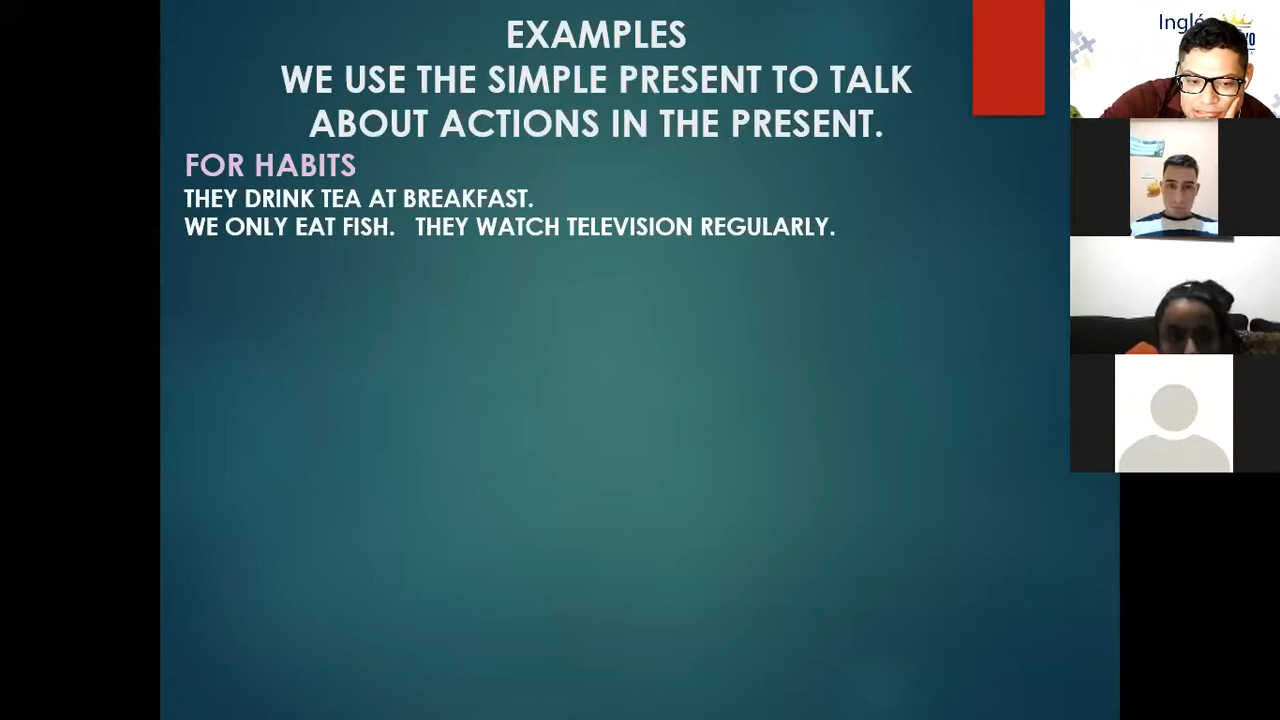 EXAMPLES
WE USE THE SIMPLE PRESENT TO TALK
ABOUT ACTIONS IN THE PRESENT.
FOR HABITS
THEY DRINK TEA AT BREAKFAST.
WE ONLY EAT FISH.   THEY WATCH TELEVISION REGULARLY.